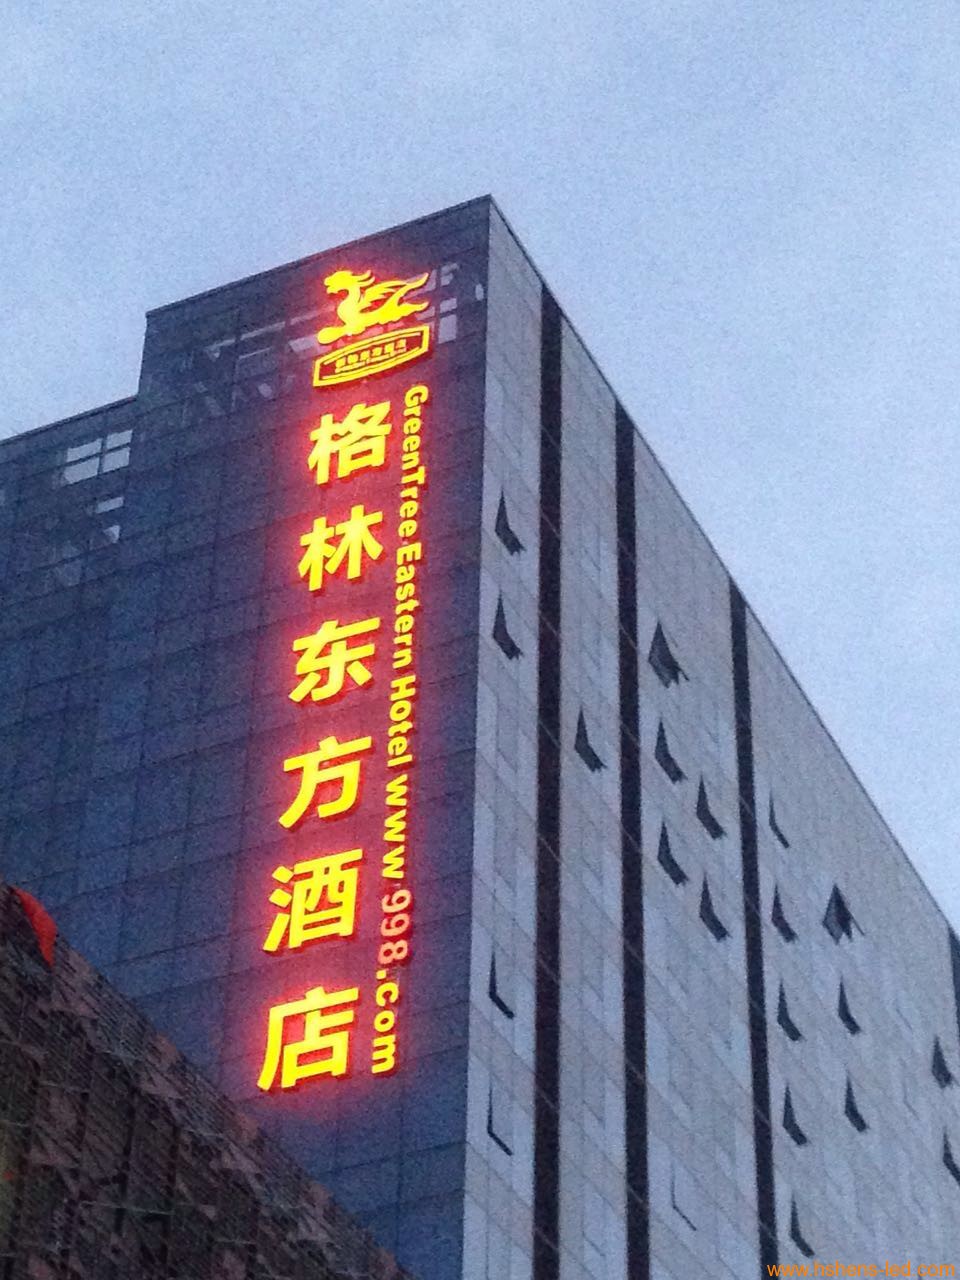 格林东方酒店
GreenTree Eastern Hotel www.998.com
www.hshens-led.com